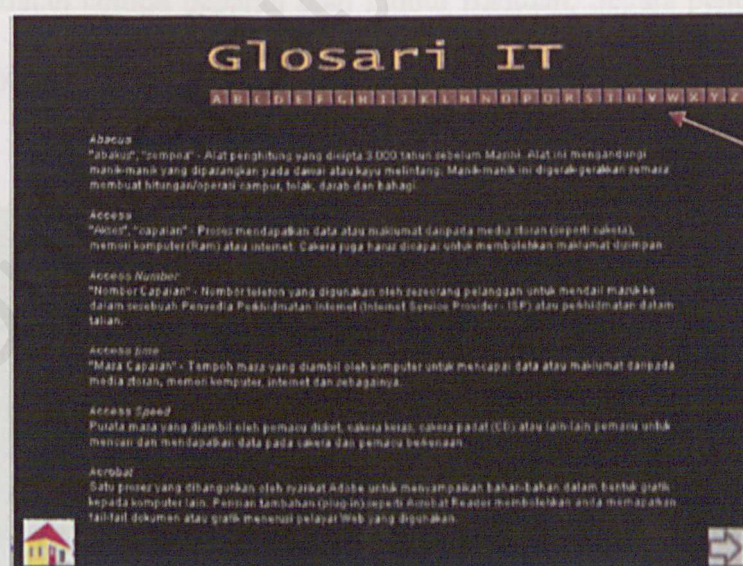 Glosari IT
A B C D E F G H I J K L M N O P Q R S T U V W X Y Z
Abacus
"abakus", "sempoa" - Alat penghitung yang dicipta 3 000 tahun sebelum Masihi. Alat ini mengandungi
manik-manik yang dipasangkan pada dawai atau kayu melintang. Manik-manik ini digerak-gerakkan semasa
membuat hitungan/operasi campur, tolak, darab dan bahagi.
Access
"Akses", "capaian" - Proses mendapatkan data atau maklumat daripada media storan (seperti cakera),
memori komputer (Ram) atau internet. Cakera juga harus dicapai untuk membolehkan maklumat disimpan
Access Number
"Nombor Capaian" - Nombor telefon yang digunakan oleh seseorang pelanggan untuk mendail masuk ke
dalam sesebuah Penyedia Perkhidmatan Internet (Internet Service Provider - ISP) atau perkhidmatan dalam
talian.
Access time
"Masa Capaian" - Tempoh masa yang diambil oleh komputer untuk mencapai data atau maklumat daripada
media storan, memori komputer, internet dan sebagainya.
Access Speed
Purata masa yang diambil oleh pemacu disket, cakera keras, cakera padat (CD) atau lain-lain pemacu untuk
mencari dan mendapatkan data pada cakera dan pemacu berkenaan.
Acrobat
Satu proses yang dibangunkan oleh syarikat Adobe untuk menyampaikan bahan-bahan dalam bentuk grafik
kepada komputer lain. Perisian tambahan (plug-in) seperti Acrobat Reader membolehkan anda memaparkan
fail-fail dokumen atau grafik menerusi pelayar Web yang digunakan.